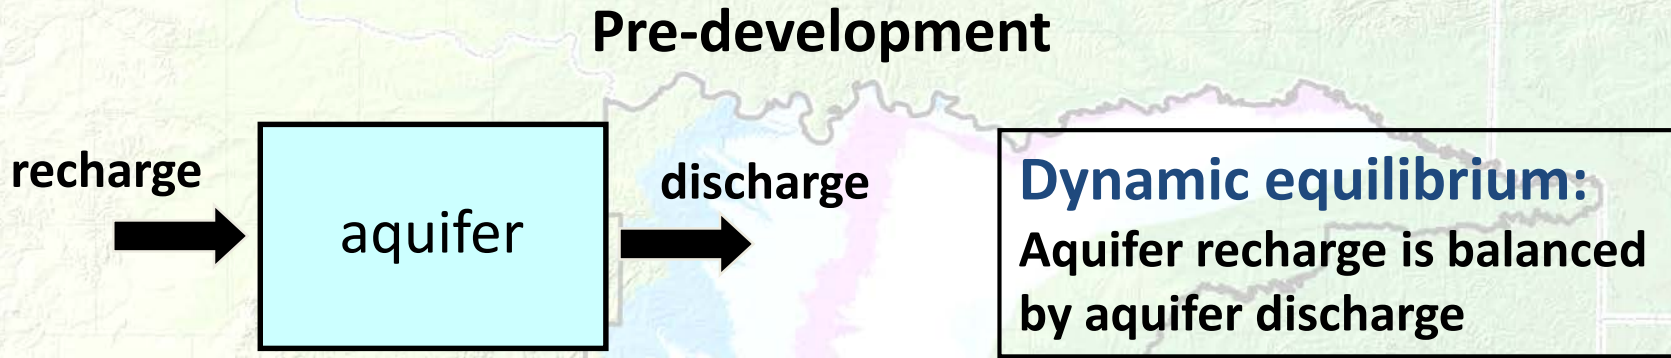 Pre-development
recharge
aquifer
discharge
Dynamic equilibrium:
Aquifer recharge is balanced
by aquifer discharge